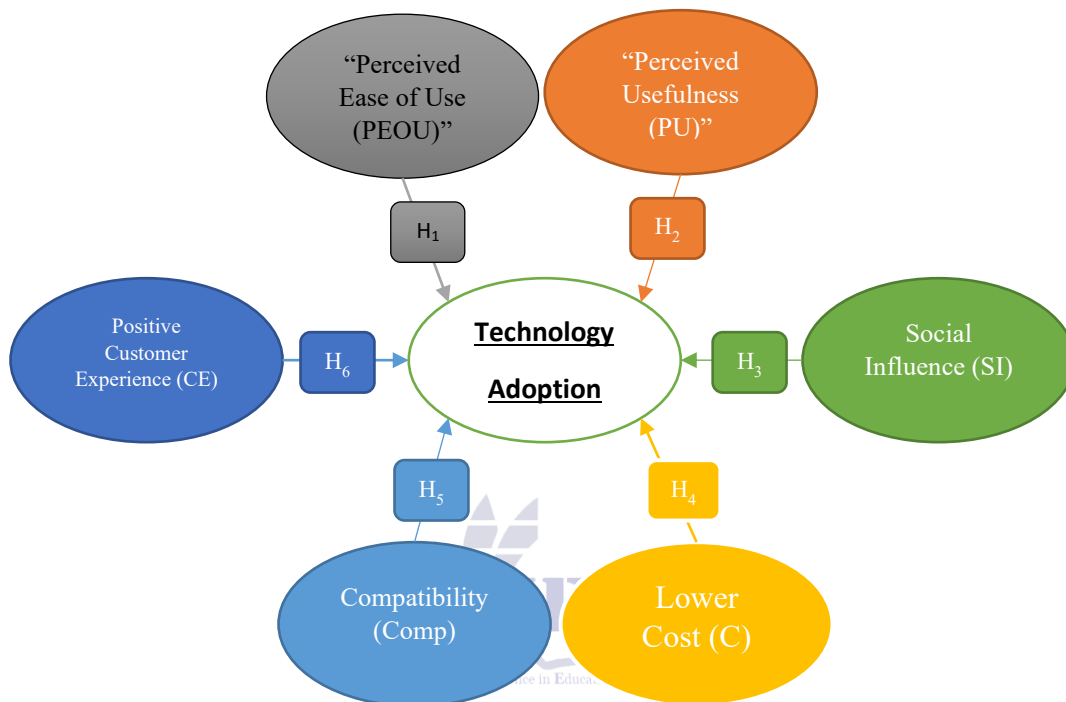 “Perceived
Ease of Use
(PEOU)”
“Perceived
Usefulness
(PU)”
H₁
H₂
Positive
Customer
Experience (CE)
H₆
Technology
Adoption
H₃
Social
Influence (SI)
H₅
H₄
Compatibility
(Comp)
Lower
Cost (C)
in